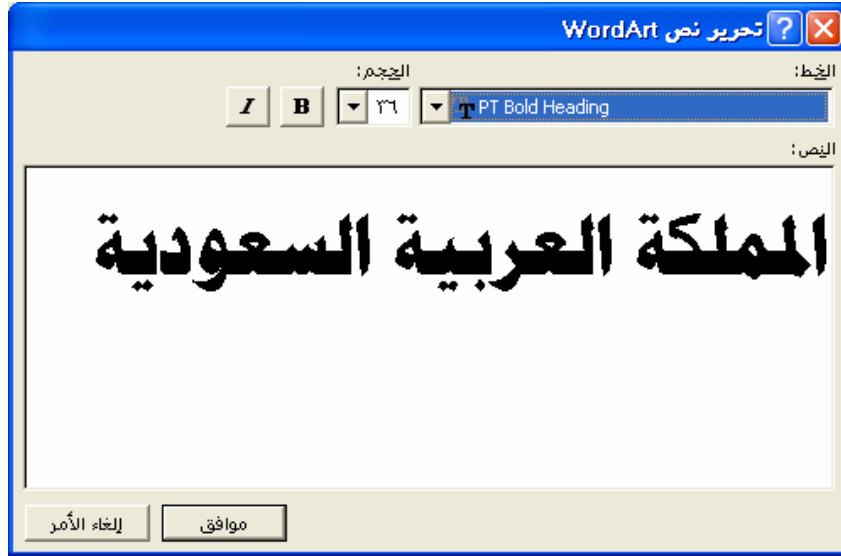 تحرير نص WordArt
الخط:
الحجم:
PT Bold Heading
٣٦
B
I
النص:
المملكة العربية السعودية
موافق
إلغاء الأمر